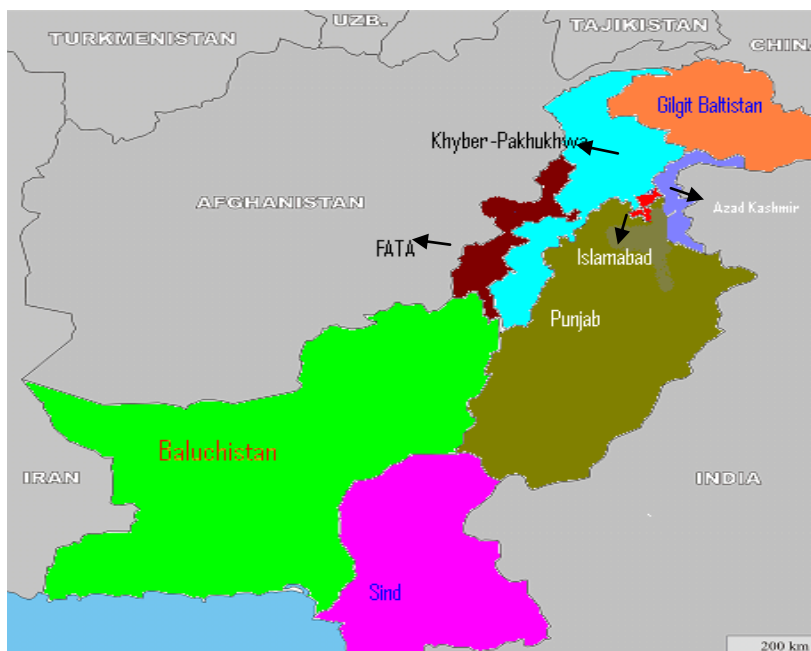 UZB.
TAJIKISTAN
TURKMENISTAN
CHINA
Gilgit Baltistan
Khyber-Pakhukhwa
AFGHANISTAN
Azad Kashmir
FATA
Islamabad
Punjab
Baluchistan
IRAN
INDIA
Sind
200 km